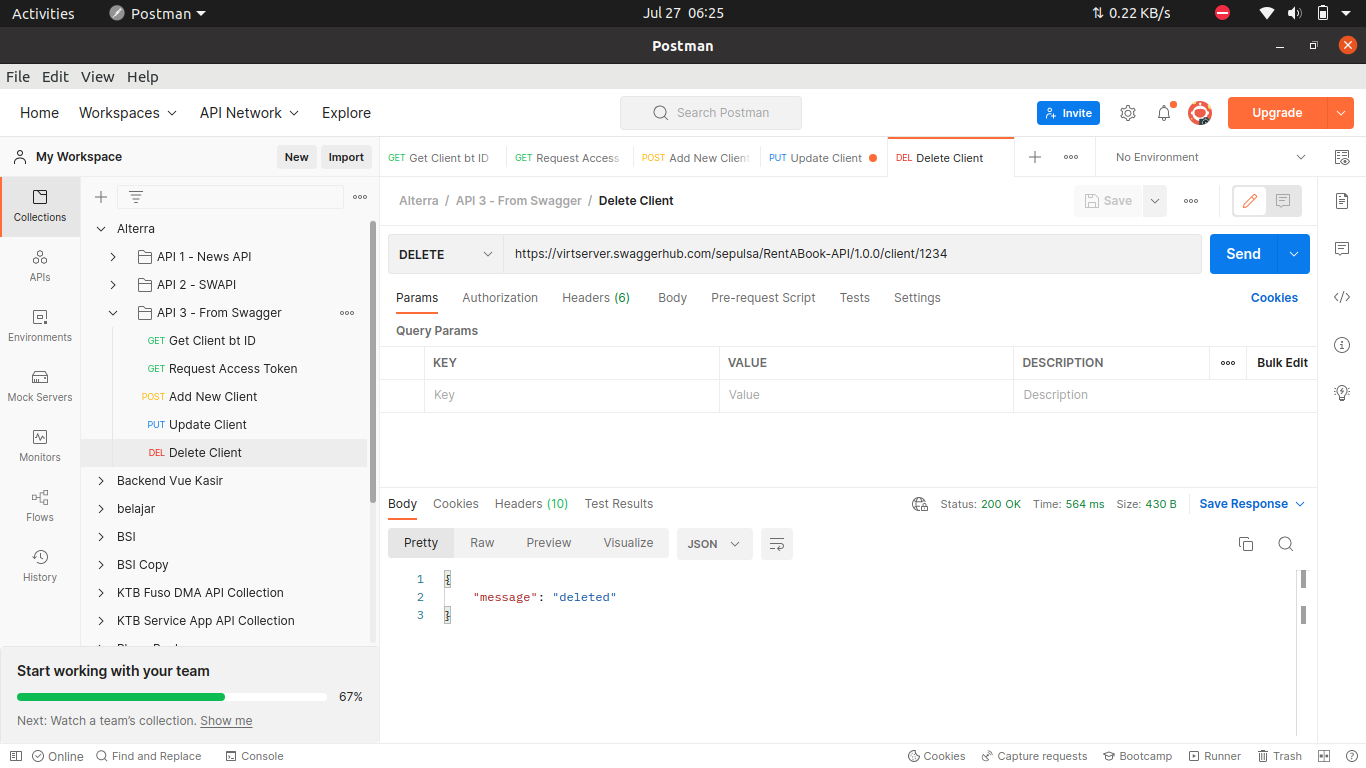 Activities Postman Jul 27 06:25 0.22 KB/s
Postman
File Edit View Help
Home Workspaces API Network Explore Search Postman Invite Upgrade
My Workspace New Import
GET Get Client bt ID GET Request Access POST Add New Client PUT Update Client DEL Delete Client No Environment
Collections
APIs
Environments
Mock Servers
Monitors
Flows
History
Alterra
API 1 - News API
API 2 - SWAPI
API 3 - From Swagger
GET Get Client bt ID
GET Request Access Token
POST Add New Client
PUT Update Client
DEL Delete Client
Backend Vue Kasir
belajar
BSI
BSI Copy
KTB Fuso DMA API Collection
KTB Service App API Collection
Start working with your team
67%
Next: Watch a team's collection. Show me
Alterra / API 3 - From Swagger / Delete Client Save
DELETE https://virtserver.swaggerhub.com/sepulsa/RentABook-API/1.0.0/client/1234 Send
Params Authorization Headers (6) Body Pre-request Script Tests Settings Cookies
Query Params
KEY VALUE DESCRIPTION Bulk Edit
Key Value Description
Body Cookies Headers (10) Test Results Status: 200 OK Time: 564 ms Size: 430 B Save Response
Pretty Raw Preview Visualize JSON
1 {
2 "message": "deleted"
3 }
Online Find and Replace Console Cookies Capture requests Bootcamp Runner Trash